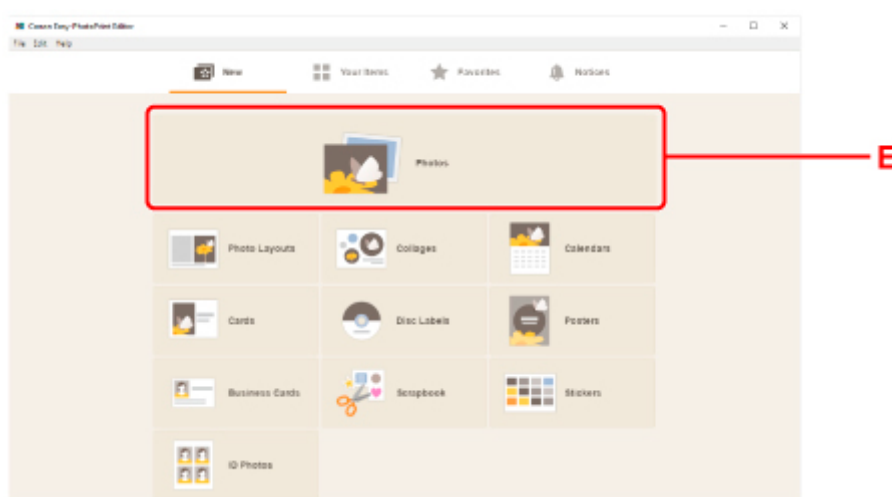 Canon Easy-PhotoPrint Editor
File Edit Help
New Your Items Favorites Notices
Photos
E
Photo Layouts Collages Calendars
Cards Disc Labels Posters
Business Cards Scrapbook Stickers
ID Photos